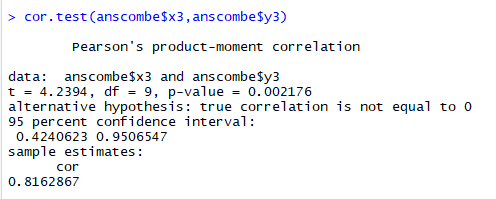 > cor.test(anscombe$x3,anscombe$y3)
Pearson's product-moment correlation
data:  anscombe$x3 and anscombe$y3
t = 4.2394, df = 9, p-value = 0.002176
alternative hypothesis: true correlation is not equal to 0
95 percent confidence interval:
0.4240623 0.9506547
sample estimates:
cor
0.8162867